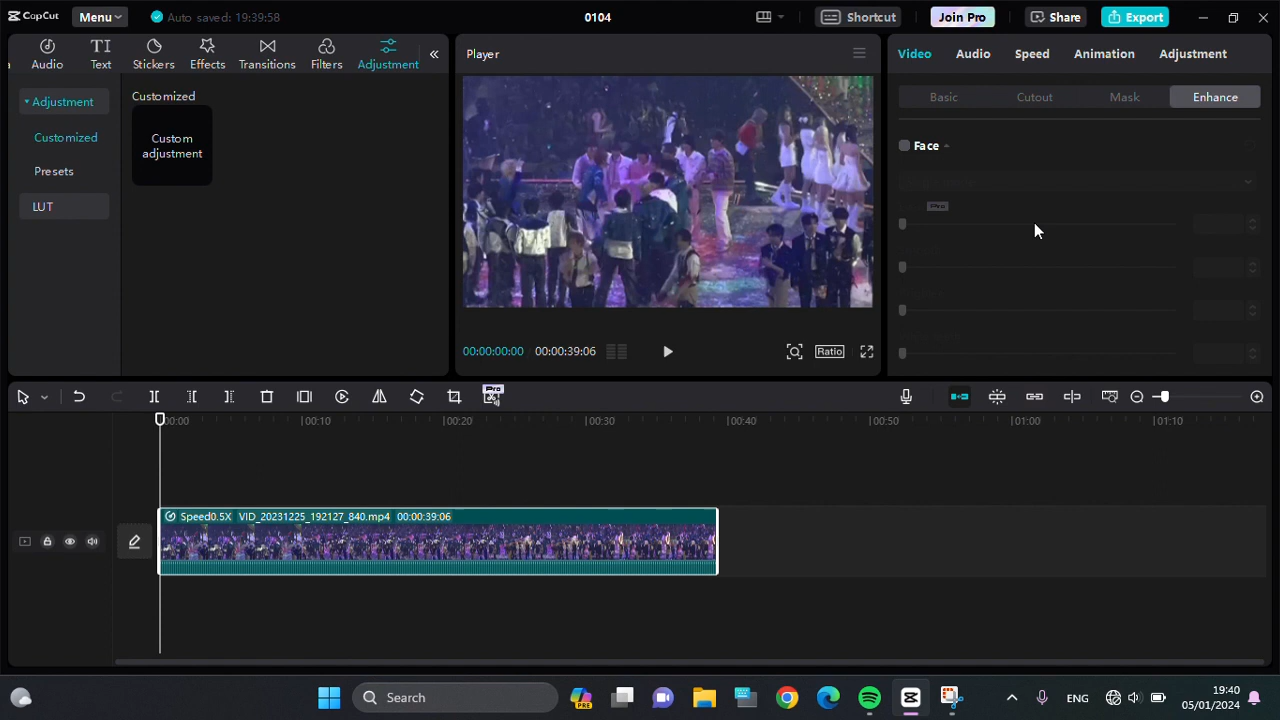 CapCut
Menu
Auto saved: 19:39:58
0104
Shortcut
Join Pro
Share
Export
Audio
Text
Stickers
Effects
Transitions
Filters
Adjustment
Adjustment
Customized
Presets
LUT
Customized
Custom
adjustment
Player
00:00:00:00
00:00:39:06
Ratio
Video
Audio
Speed
Animation
Adjustment
Basic
Cutout
Mask
Enhance
Face
Pro
Pro
00:00
00:10
00:20
00:30
00:40
00:50
01:00
01:10
Speed0.5X VID_20231225_192127_840.mp4 00:00:39:06
Search
PRE
ENG
19:40
05/01/2024